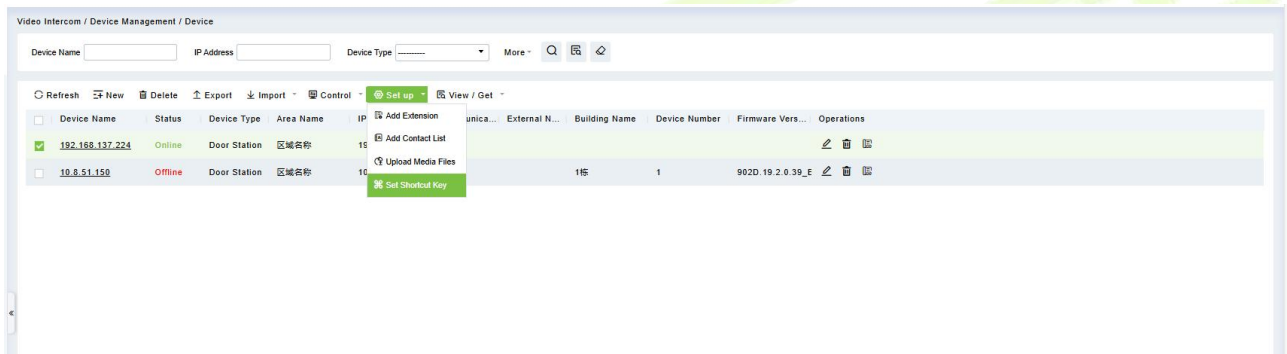 Video Intercom / Device Management / Device
Device Name IP Address Device Type ---------- More
Refresh New Delete Export Import Control Set up View / Get
Device Name Status Device Type Area Name IP unica... External N... Building Name Device Number Firmware Vers... Operations
Add Extension
Add Contact List
192.168.137.224 Online Door Station 区域名称 19
Upload Media Files
10.8.51.150 Offline Door Station 区域名称 10 1栋 1 902D.19.2.0.39_E
Set Shortcut Key